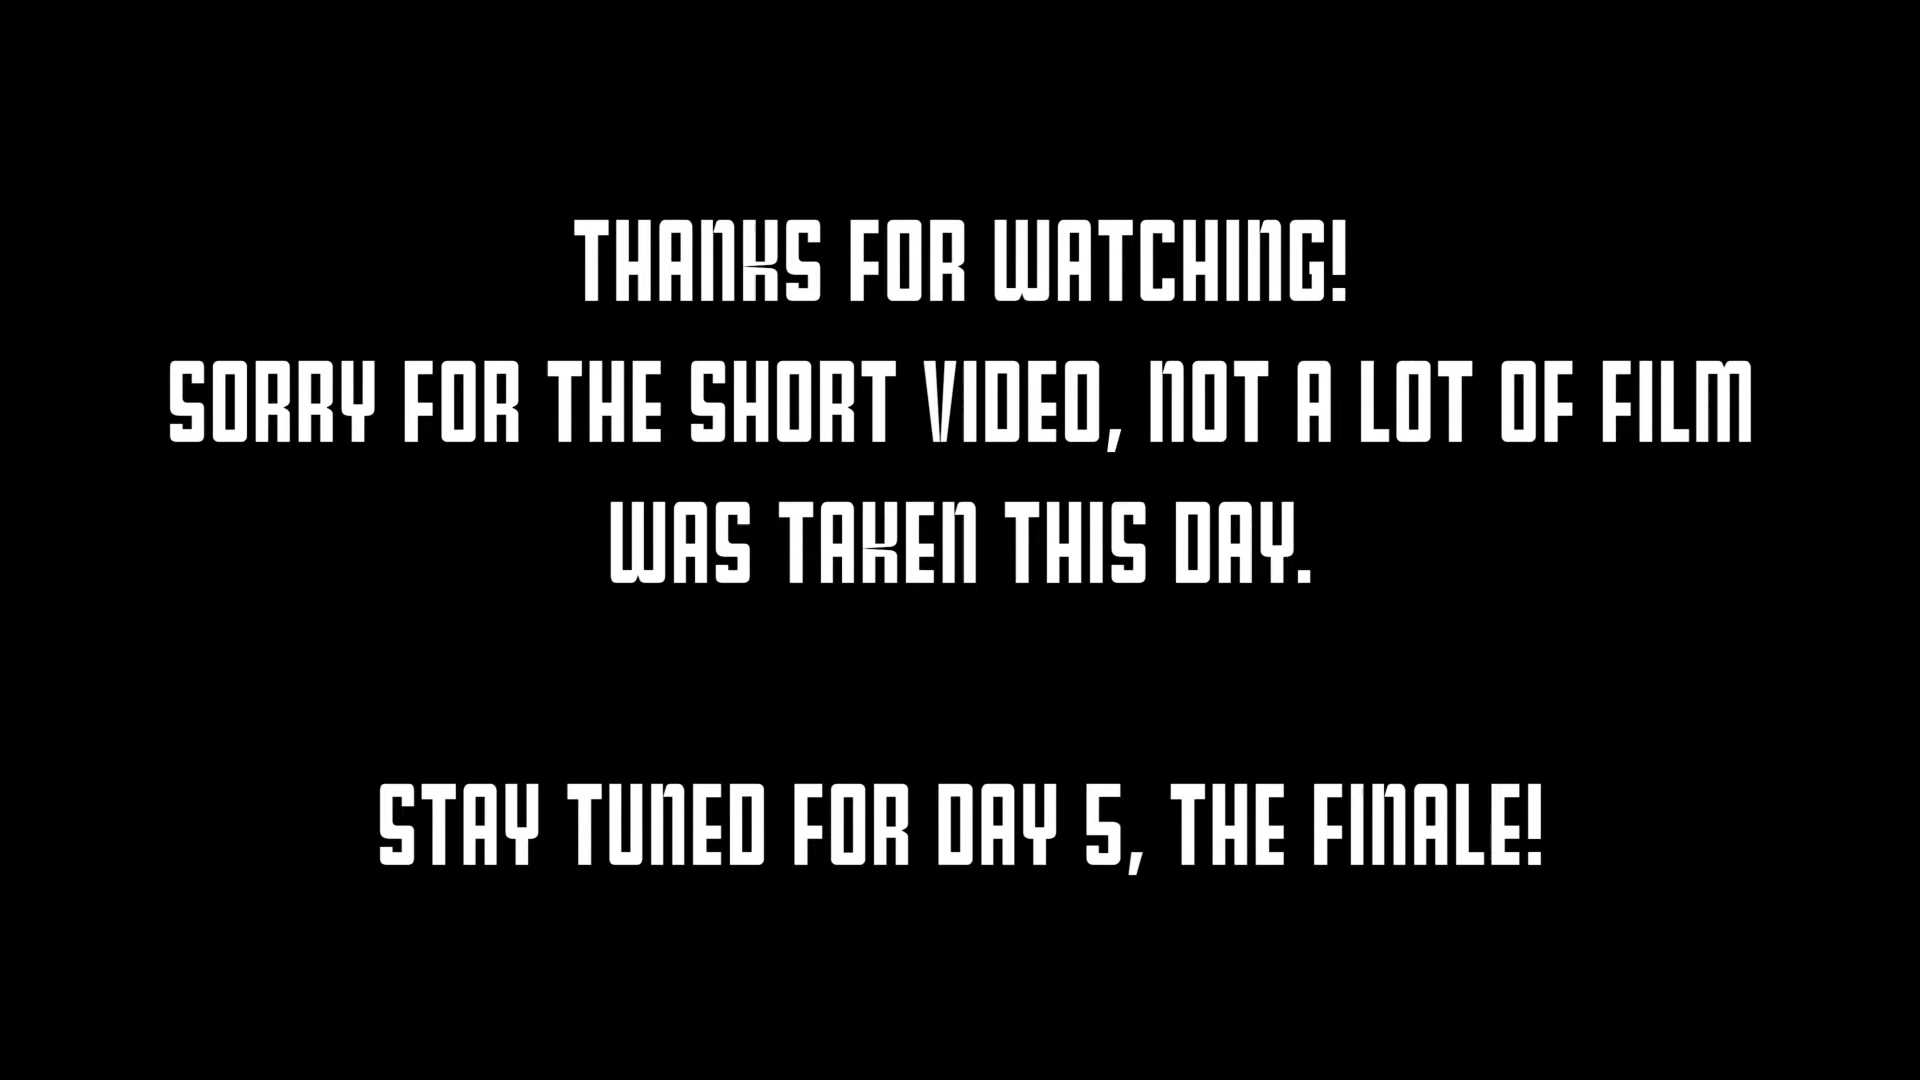 THANKS FOR WATCHING!
SORRY FOR THE SHORT VIDEO, NOT A LOT OF FILM
WAS TAKEN THIS DAY.
STAY TUNED FOR DAY 5, THE FINALE!